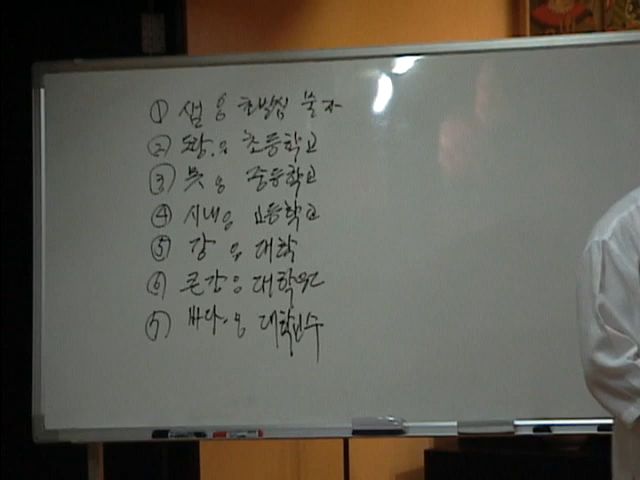 ① 샘 ㅇ 초발심 불자
② 또랑. ㅇ 초등학교
③ 못 ㅇ 중등학교
④ 시내 ㅇ 고등학교
⑤ 강 ㅇ 대학
⑥ 큰강 ㅇ 대학원
⑦ 바다. ㅇ 대학교수